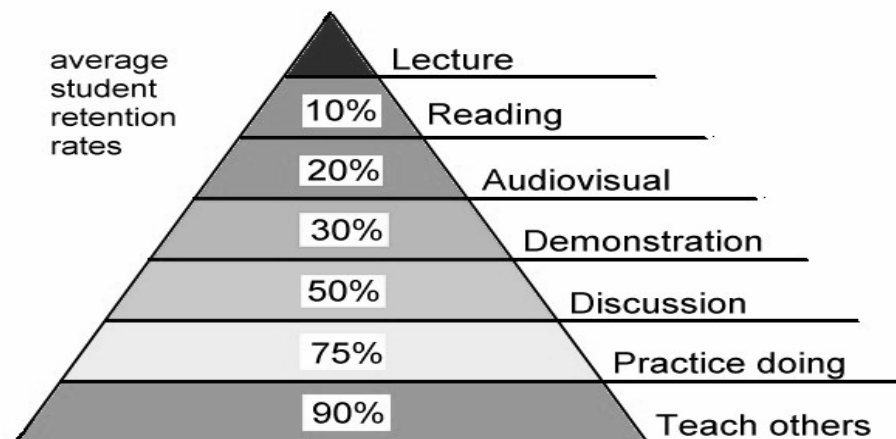 average
student
retention
rates
Lecture
10% Reading
20% Audiovisual
30% Demonstration
50% Discussion
75% Practice doing
90% Teach others